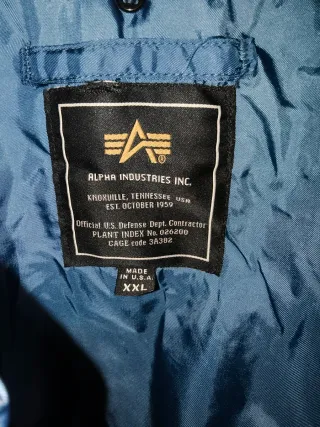 ALPHA INDUSTRIES INC.
KNOXVILLE, TENNESSEE USA
EST. OCTOBER 1959
Official U.S. Defense Dept. Contractor
PLANT INDEX No. 026200
CAGE code 3A382
MADE
IN U.S.A.
XXL